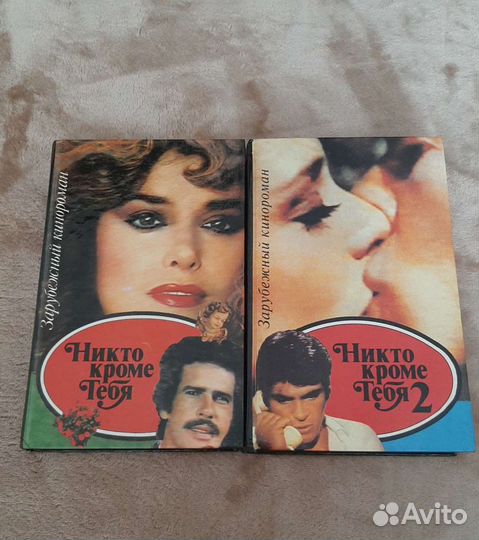 Зарубежный кинороман
Никто
кроме
Тебя
Зарубежный кинороман
Никто
кроме
Тебя 2
Avito